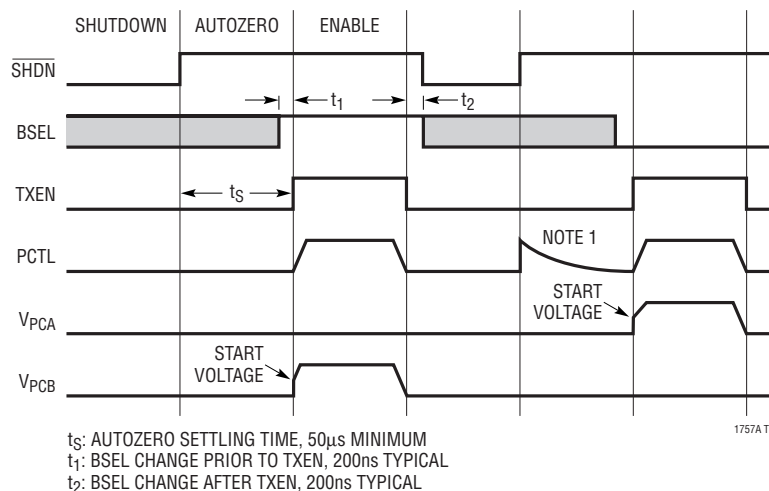 SHUTDOWN AUTOZERO ENABLE
SHDN
t1 t2
BSEL
TXEN
tS
PCTL
NOTE 1
START
VOLTAGE
VPCA
START
VOLTAGE
VPCB
1757A T
tS: AUTOZERO SETTLING TIME, 50µs MINIMUM
t1: BSEL CHANGE PRIOR TO TXEN, 200ns TYPICAL
t2: BSEL CHANGE AFTER TXEN, 200ns TYPICAL